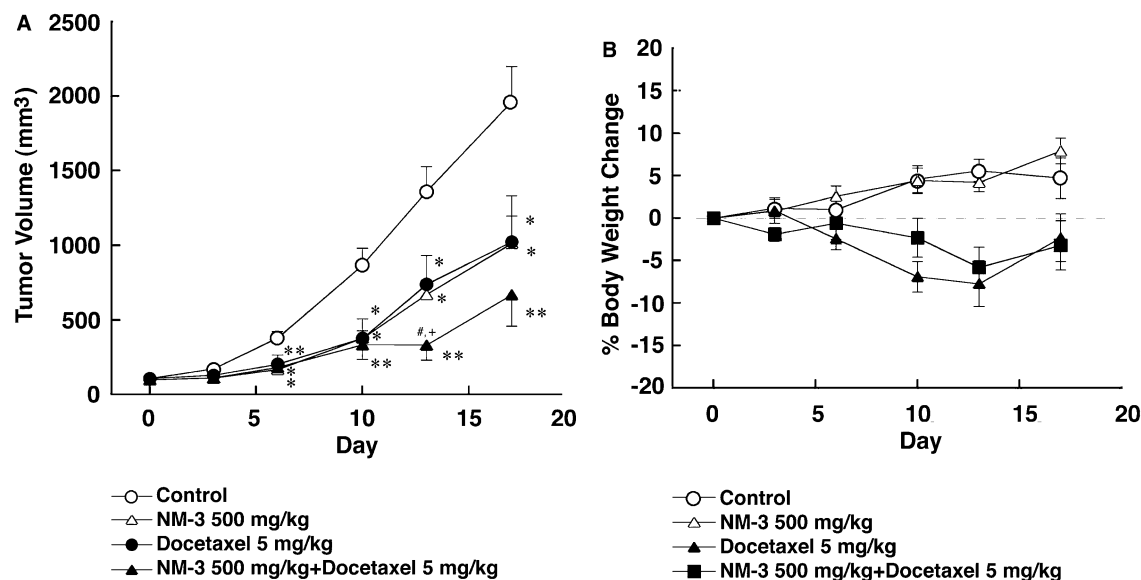 A
Tumor Volume (mm3)
2500
2000
1500
1000
500
0
*
*
*
*
*
*
**
*
*
#,+
**
**
**
0 5 10 15 20
Day
Control
NM-3 500 mg/kg
Docetaxel 5 mg/kg
NM-3 500 mg/kg+Docetaxel 5 mg/kg
B
% Body Weight Change
20
15
10
5
0
-5
-10
-15
-20
0 5 10 15 20
Day
Control
NM-3 500 mg/kg
Docetaxel 5 mg/kg
NM-3 500 mg/kg+Docetaxel 5 mg/kg